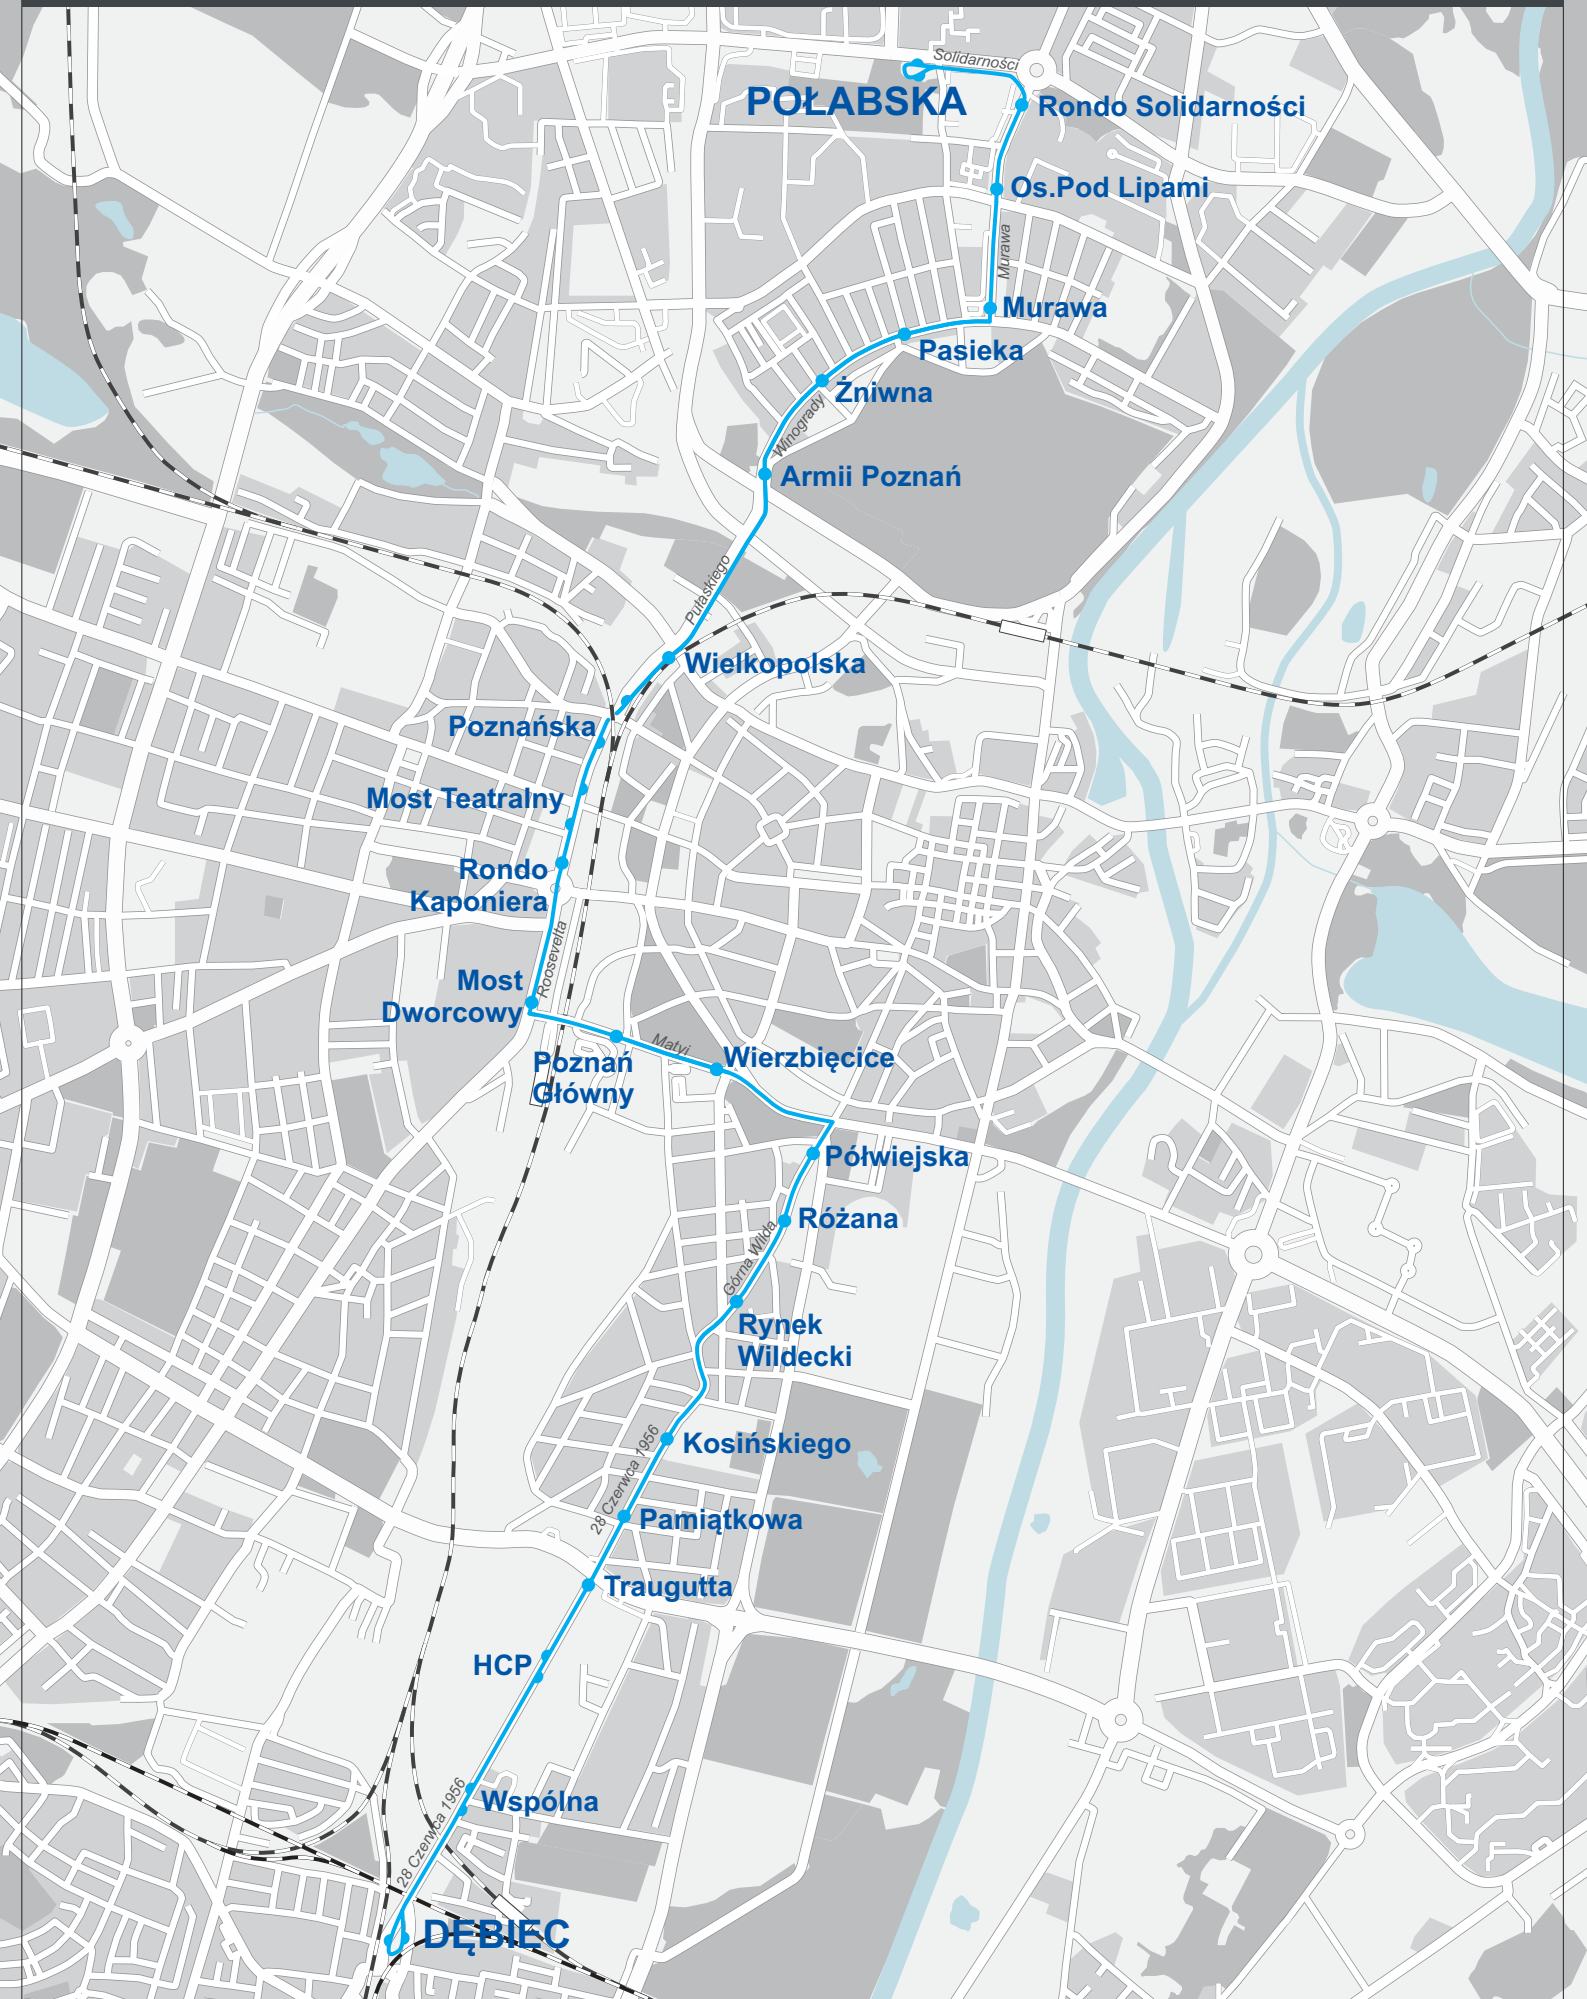 Solidarności
POŁABSKA
Rondo Solidarności
Os.Pod Lipami
Murawa
Murawa
Pasieka
Żniwna
Winogrady
Armii Poznań
Pułaskiego
Wielkopolska
Poznańska
Most Teatralny
Rondo
Kaponiera
Roosevelta
Most
Dworcowy
Matyi
Poznań
Główny
Wierzbięcice
Półwiejska
Różana
Górna Wilda
Rynek
Wildecki
Kosińskiego
28 Czerwca 1956
Pamiątkowa
Traugutta
HCP
Wspólna
28 Czerwca 1956
DĘBIEC